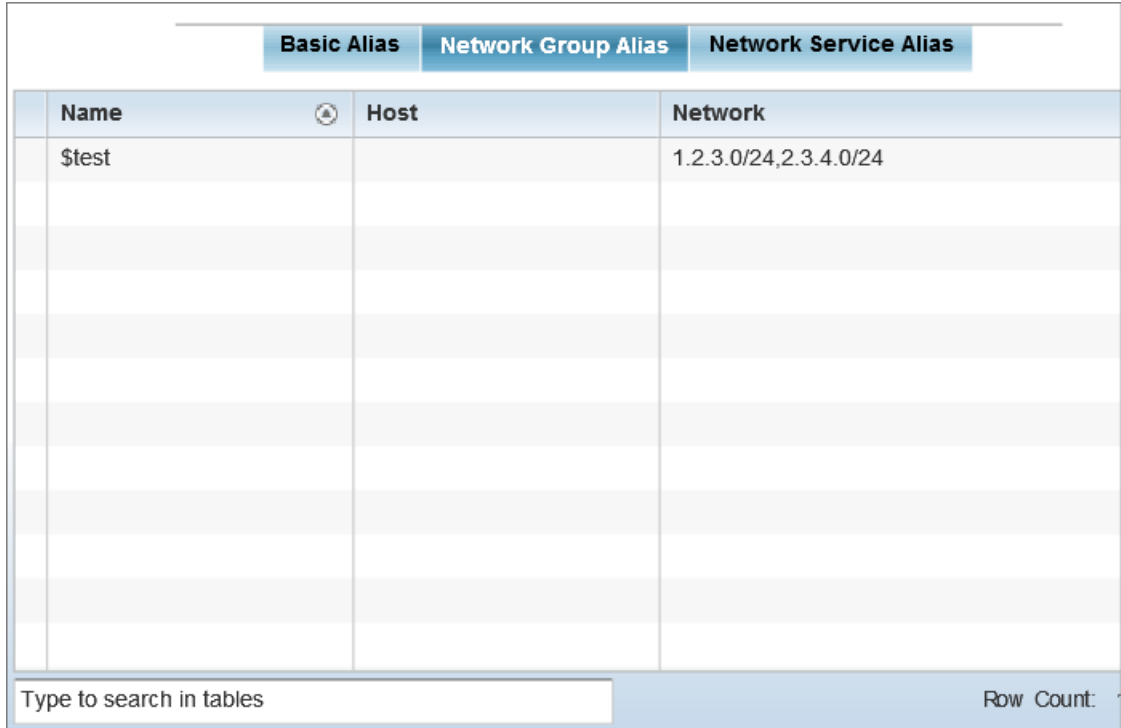 Basic Alias Network Group Alias Network Service Alias
Name Host Network
$test 1.2.3.0/24,2.3.4.0/24
Type to search in tables Row Count: